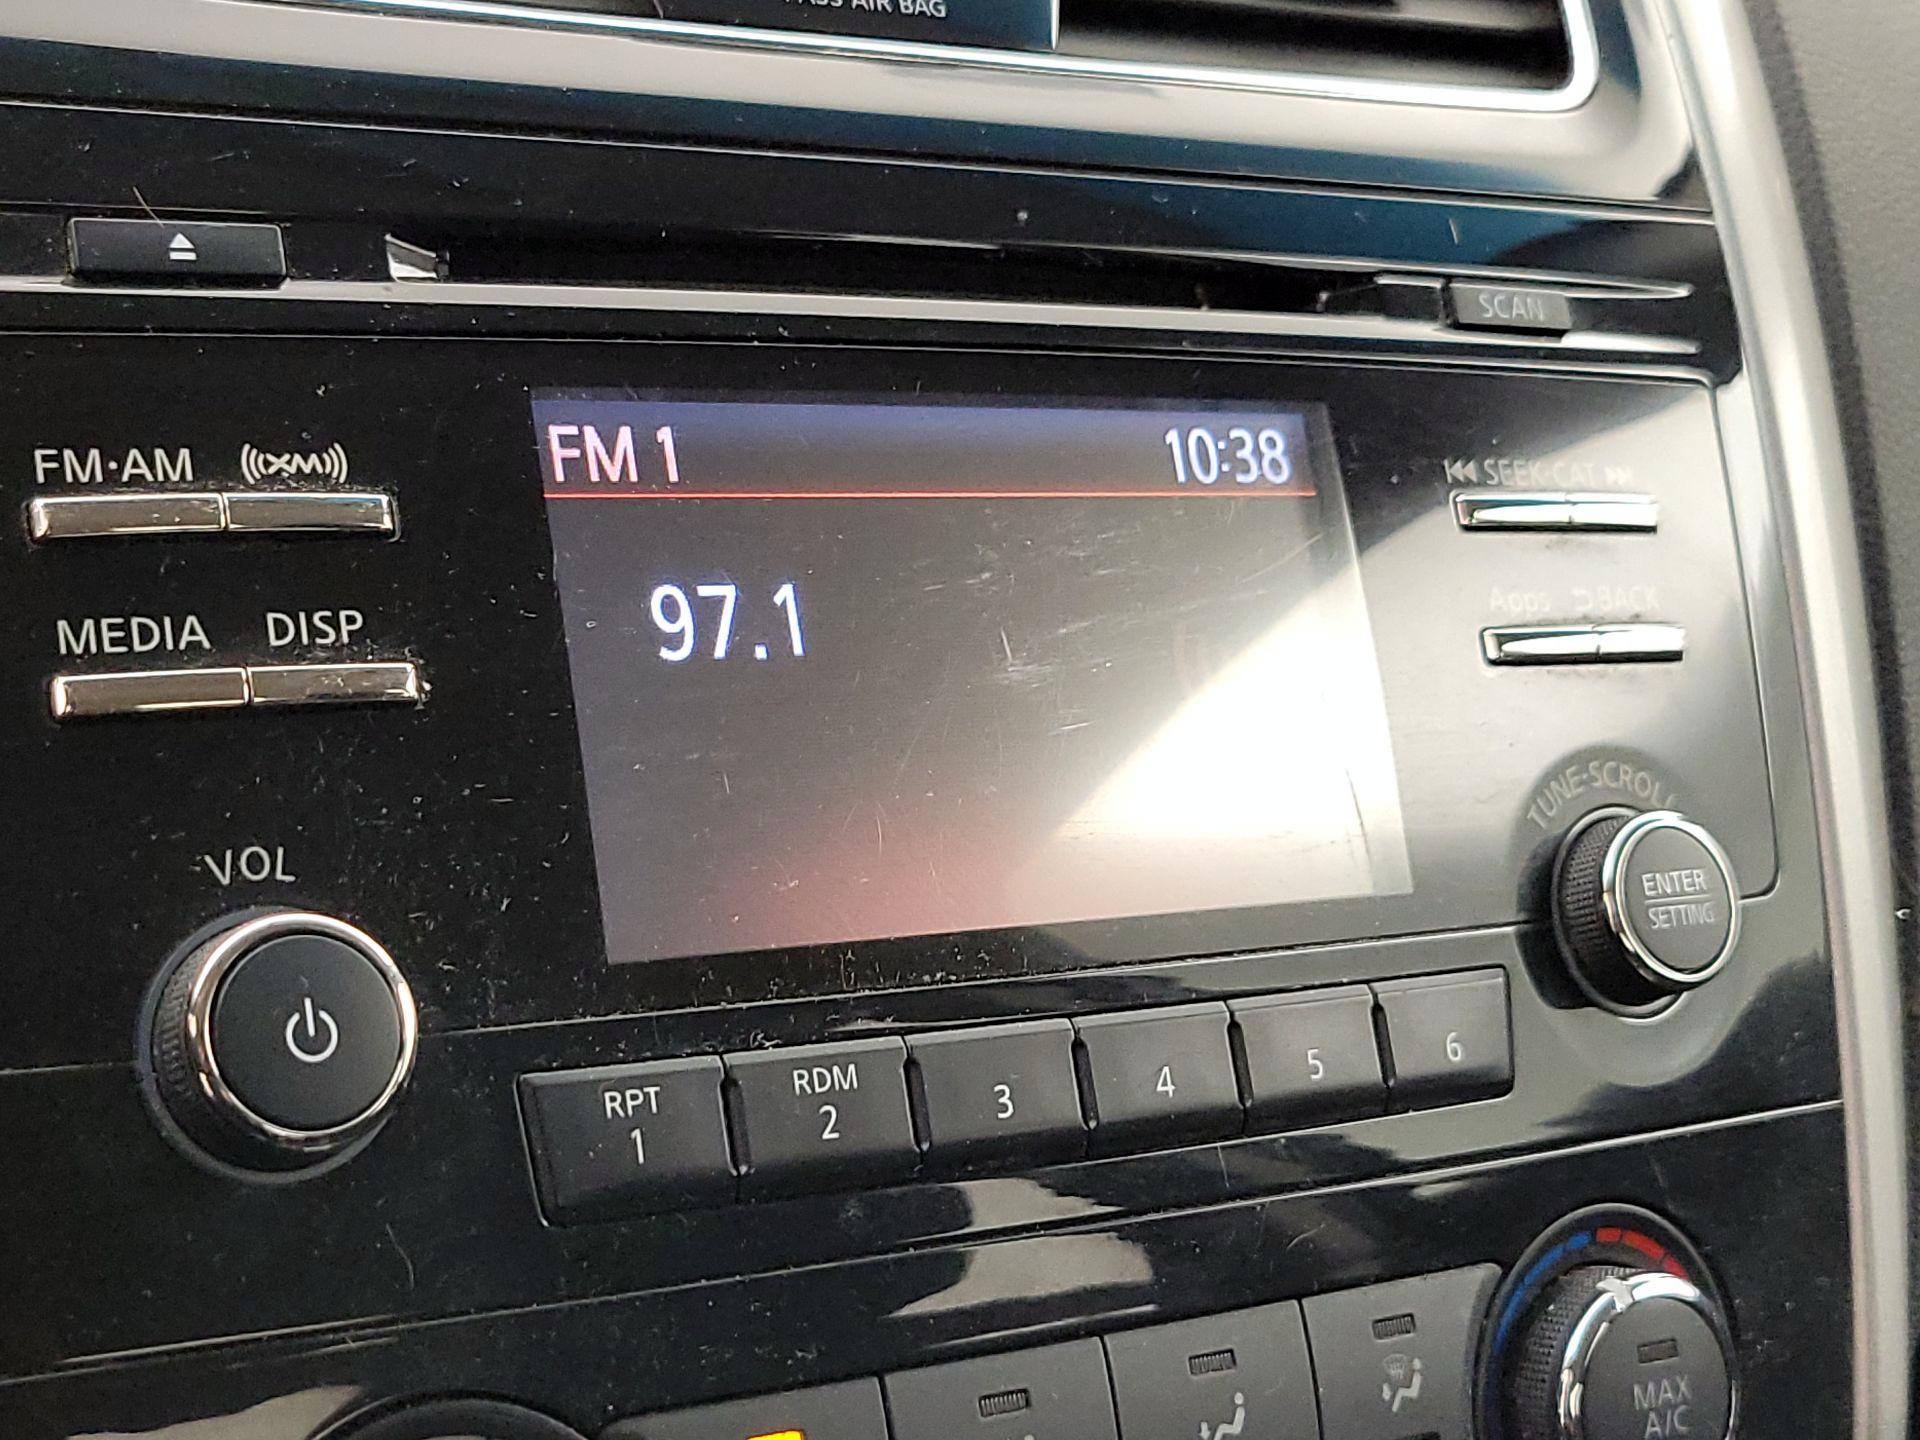 PASS AIR BAG
SCAN
FM·AM
XM
FM 1
10:38
SEEK·CAT
97.1
MEDIA
DISP
Apps
BACK
VOL
TUNE·SCROLL
ENTER
SETTING
RPT
1
RDM
2
3
4
5
6
MAX
A/C